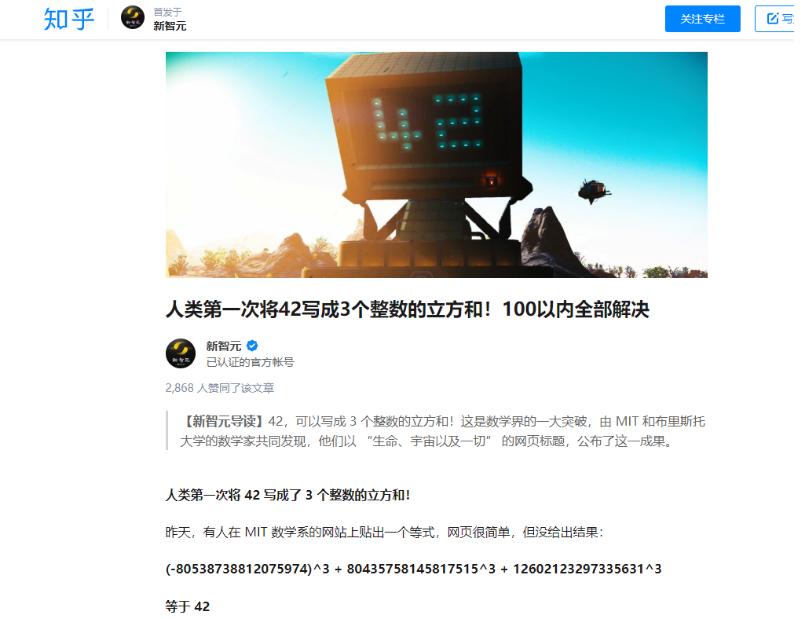 知乎
首发于
新智元
关注专栏
写
42
人类第一次将42写成3个整数的立方和！100以内全部解决
新智元
已认证的官方帐号
2,868 人赞同了该文章
【新智元导读】42，可以写成 3 个整数的立方和！这是数学界的一大突破，由 MIT 和布里斯托
大学的数学家共同发现，他们以 “生命、宇宙以及一切” 的网页标题，公布了这一成果。
人类第一次将 42 写成了 3 个整数的立方和！
昨天，有人在 MIT 数学系的网站上贴出一个等式，网页很简单，但没给出结果：
(-80538738812075974)^3 + 80435758145817515^3 + 12602123297335631^3
等于 42